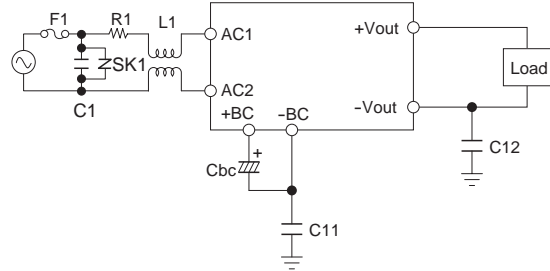 F1
R1
L1
AC1
+Vout
SK1
Load
AC2
-Vout
C1
+BC
-BC
+
Cbc
C12
C11